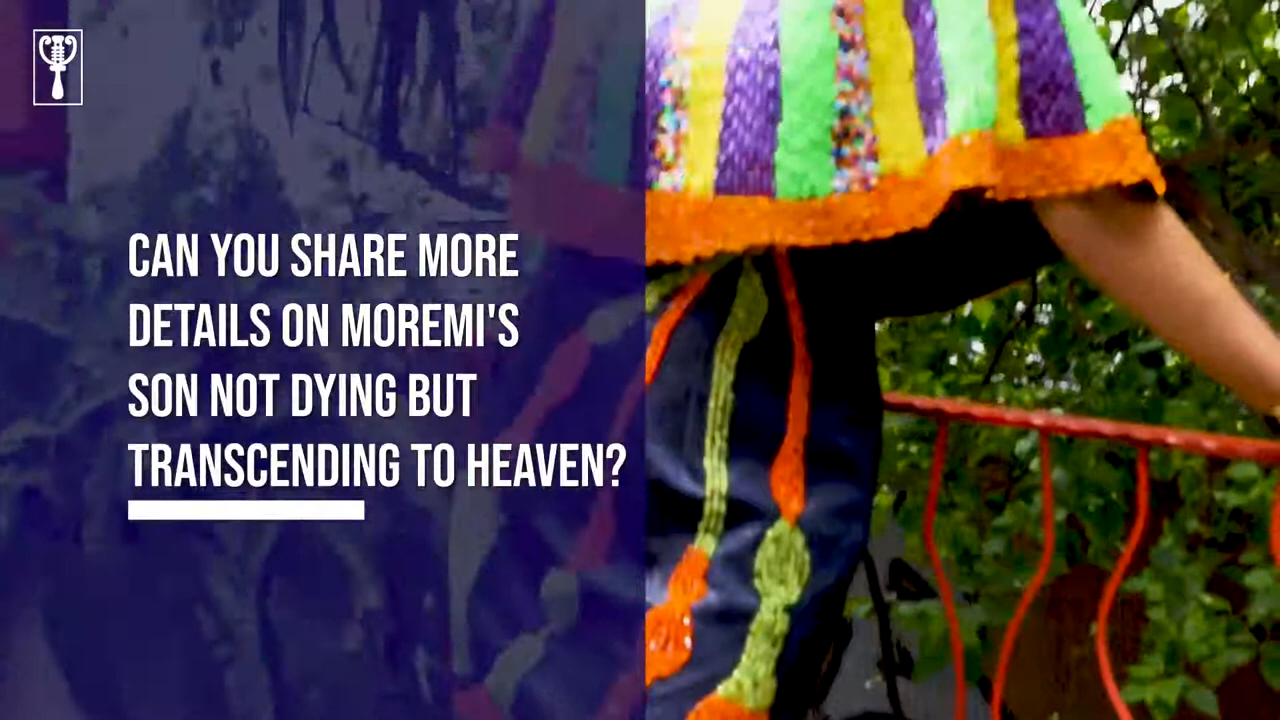 CAN YOU SHARE MORE
DETAILS ON MOREMI'S
SON NOT DYING BUT
TRANSCENDING TO HEAVEN?